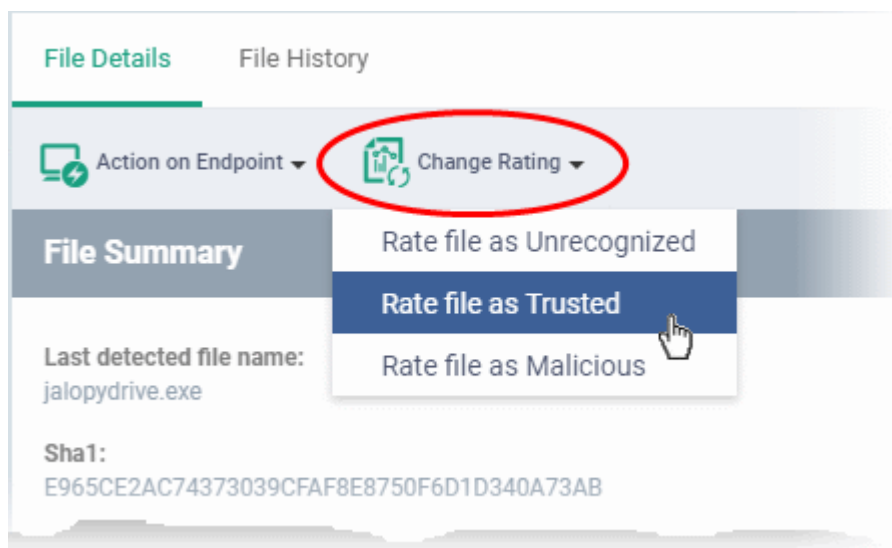 File Details File History
Action on Endpoint Change Rating
File Summary
Rate file as Unrecognized
Rate file as Trusted
Rate file as Malicious
Last detected file name:
jalopydrive.exe
Sha1:
E965CE2AC74373039CFAF8E8750F6D1D340A73AB